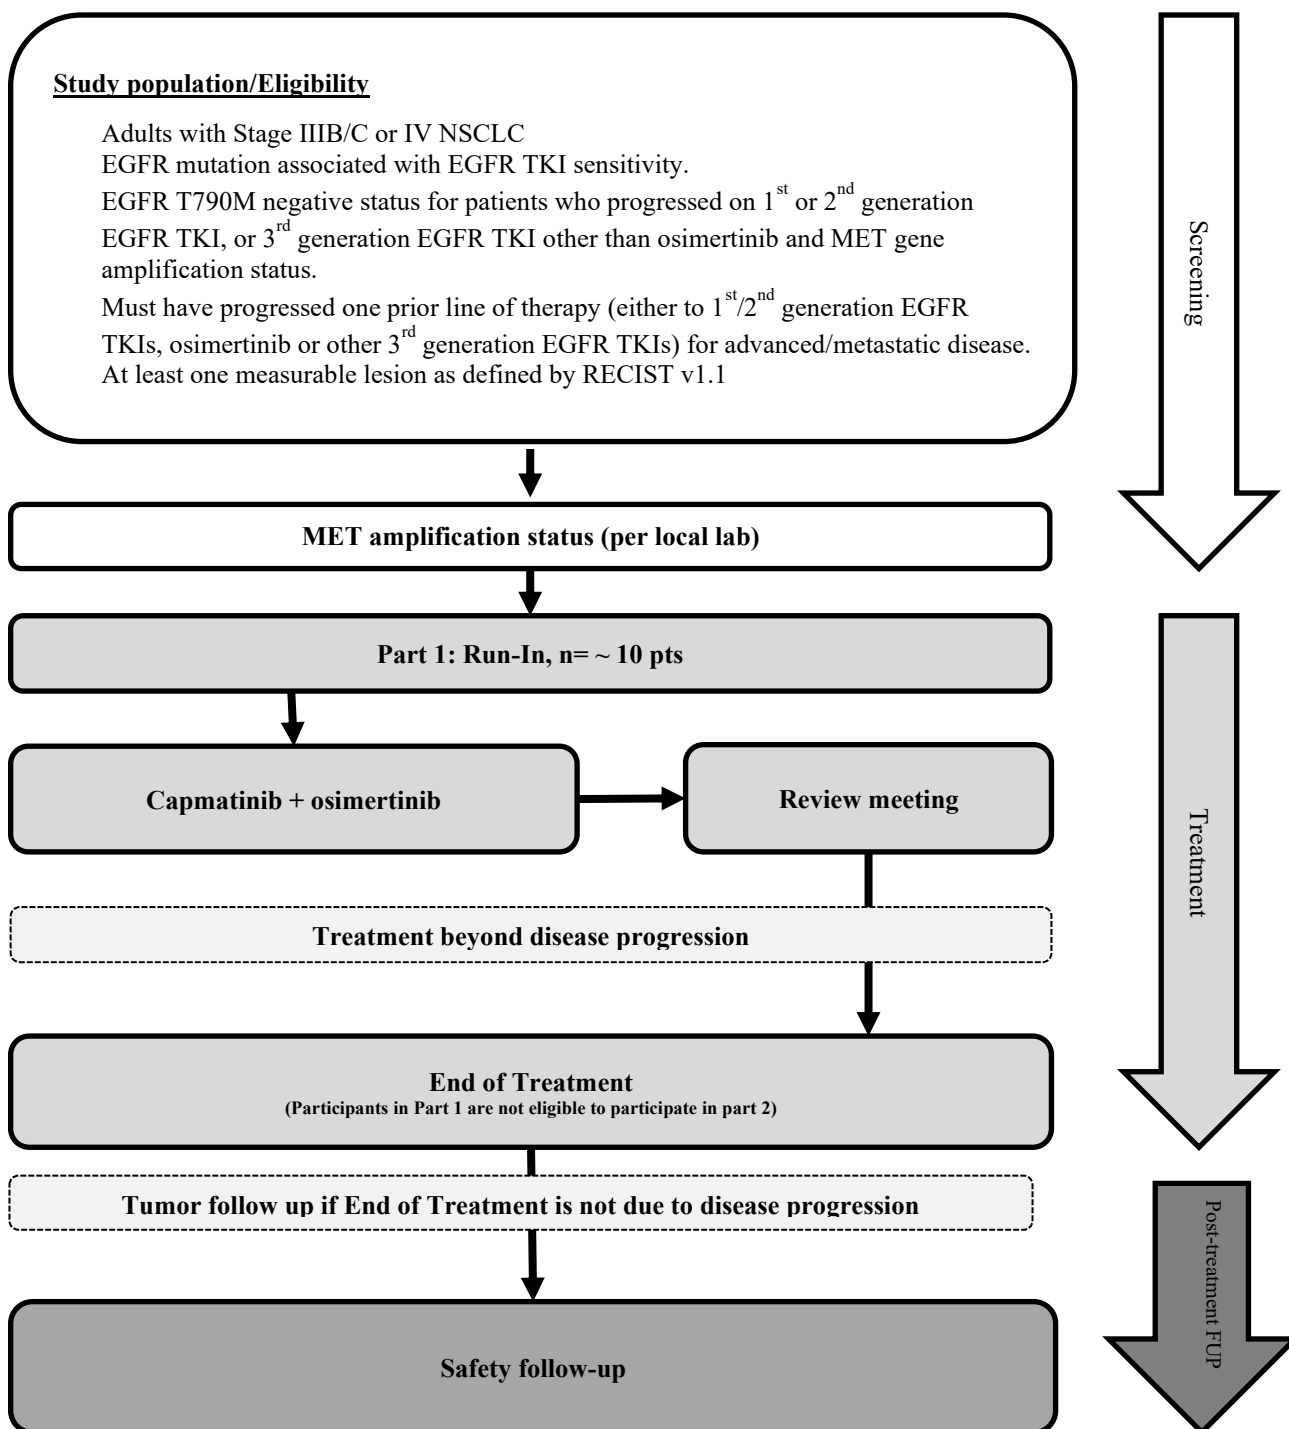 Study population/Eligibility
Adults with Stage IIIB/C or IV NSCLC
EGFR mutation associated with EGFR TKI sensitivity.
EGFR T790M negative status for patients who progressed on 1st or 2nd generation
EGFR TKI, or 3rd generation EGFR TKI other than osimertinib and MET gene
amplification status.
Must have progressed one prior line of therapy (either to 1st/2nd generation EGFR
TKIs, osimertinib or other 3rd generation EGFR TKIs) for advanced/metastatic disease.
At least one measurable lesion as defined by RECIST v1.1
Screening
MET amplification status (per local lab)
Part 1: Run-In, n= ~ 10 pts
Capmatinib + osimertinib
Review meeting
Treatment
Treatment beyond disease progression
End of Treatment
(Participants in Part 1 are not eligible to participate in part 2)
Tumor follow up if End of Treatment is not due to disease progression
Post-treatment FUP
Safety follow-up